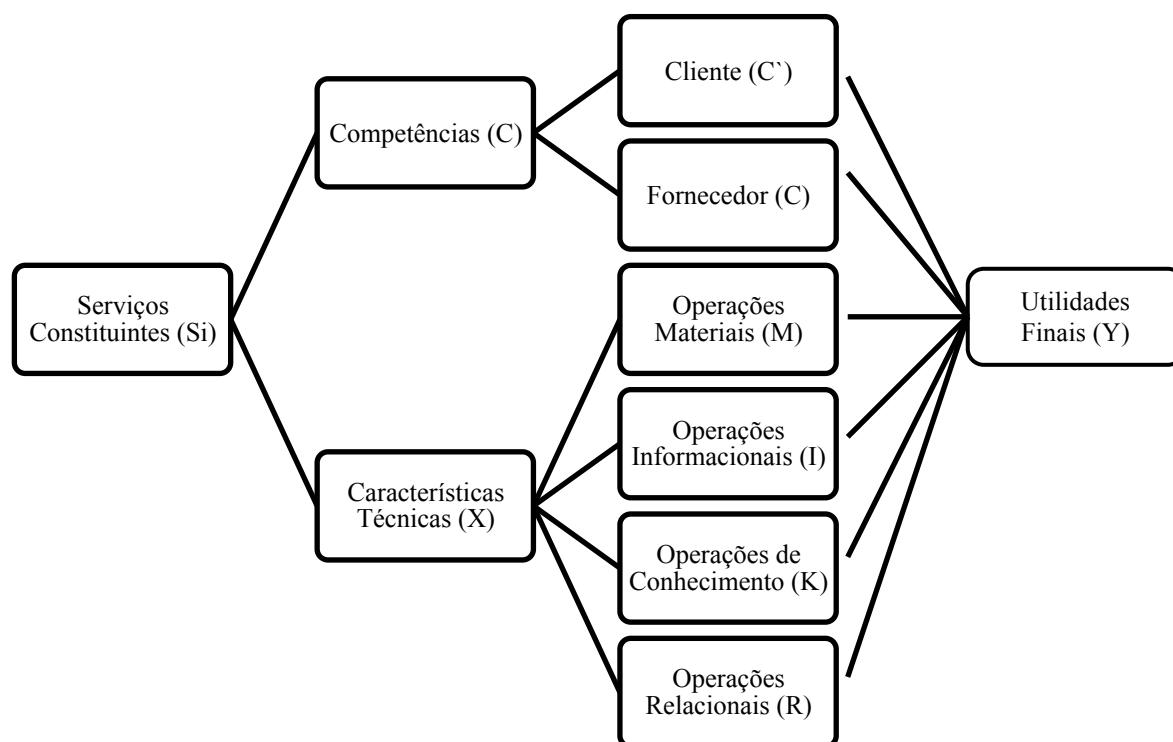 Cliente (C`)
Competências (C)
Fornecedor (C)
Serviços
Constituintes (Si)
Operações
Materiais (M)
Utilidades
Finais (Y)
Operações
Informacionais (I)
Características
Técnicas (X)
Operações de
Conhecimento (K)
Operações
Relacionais (R)